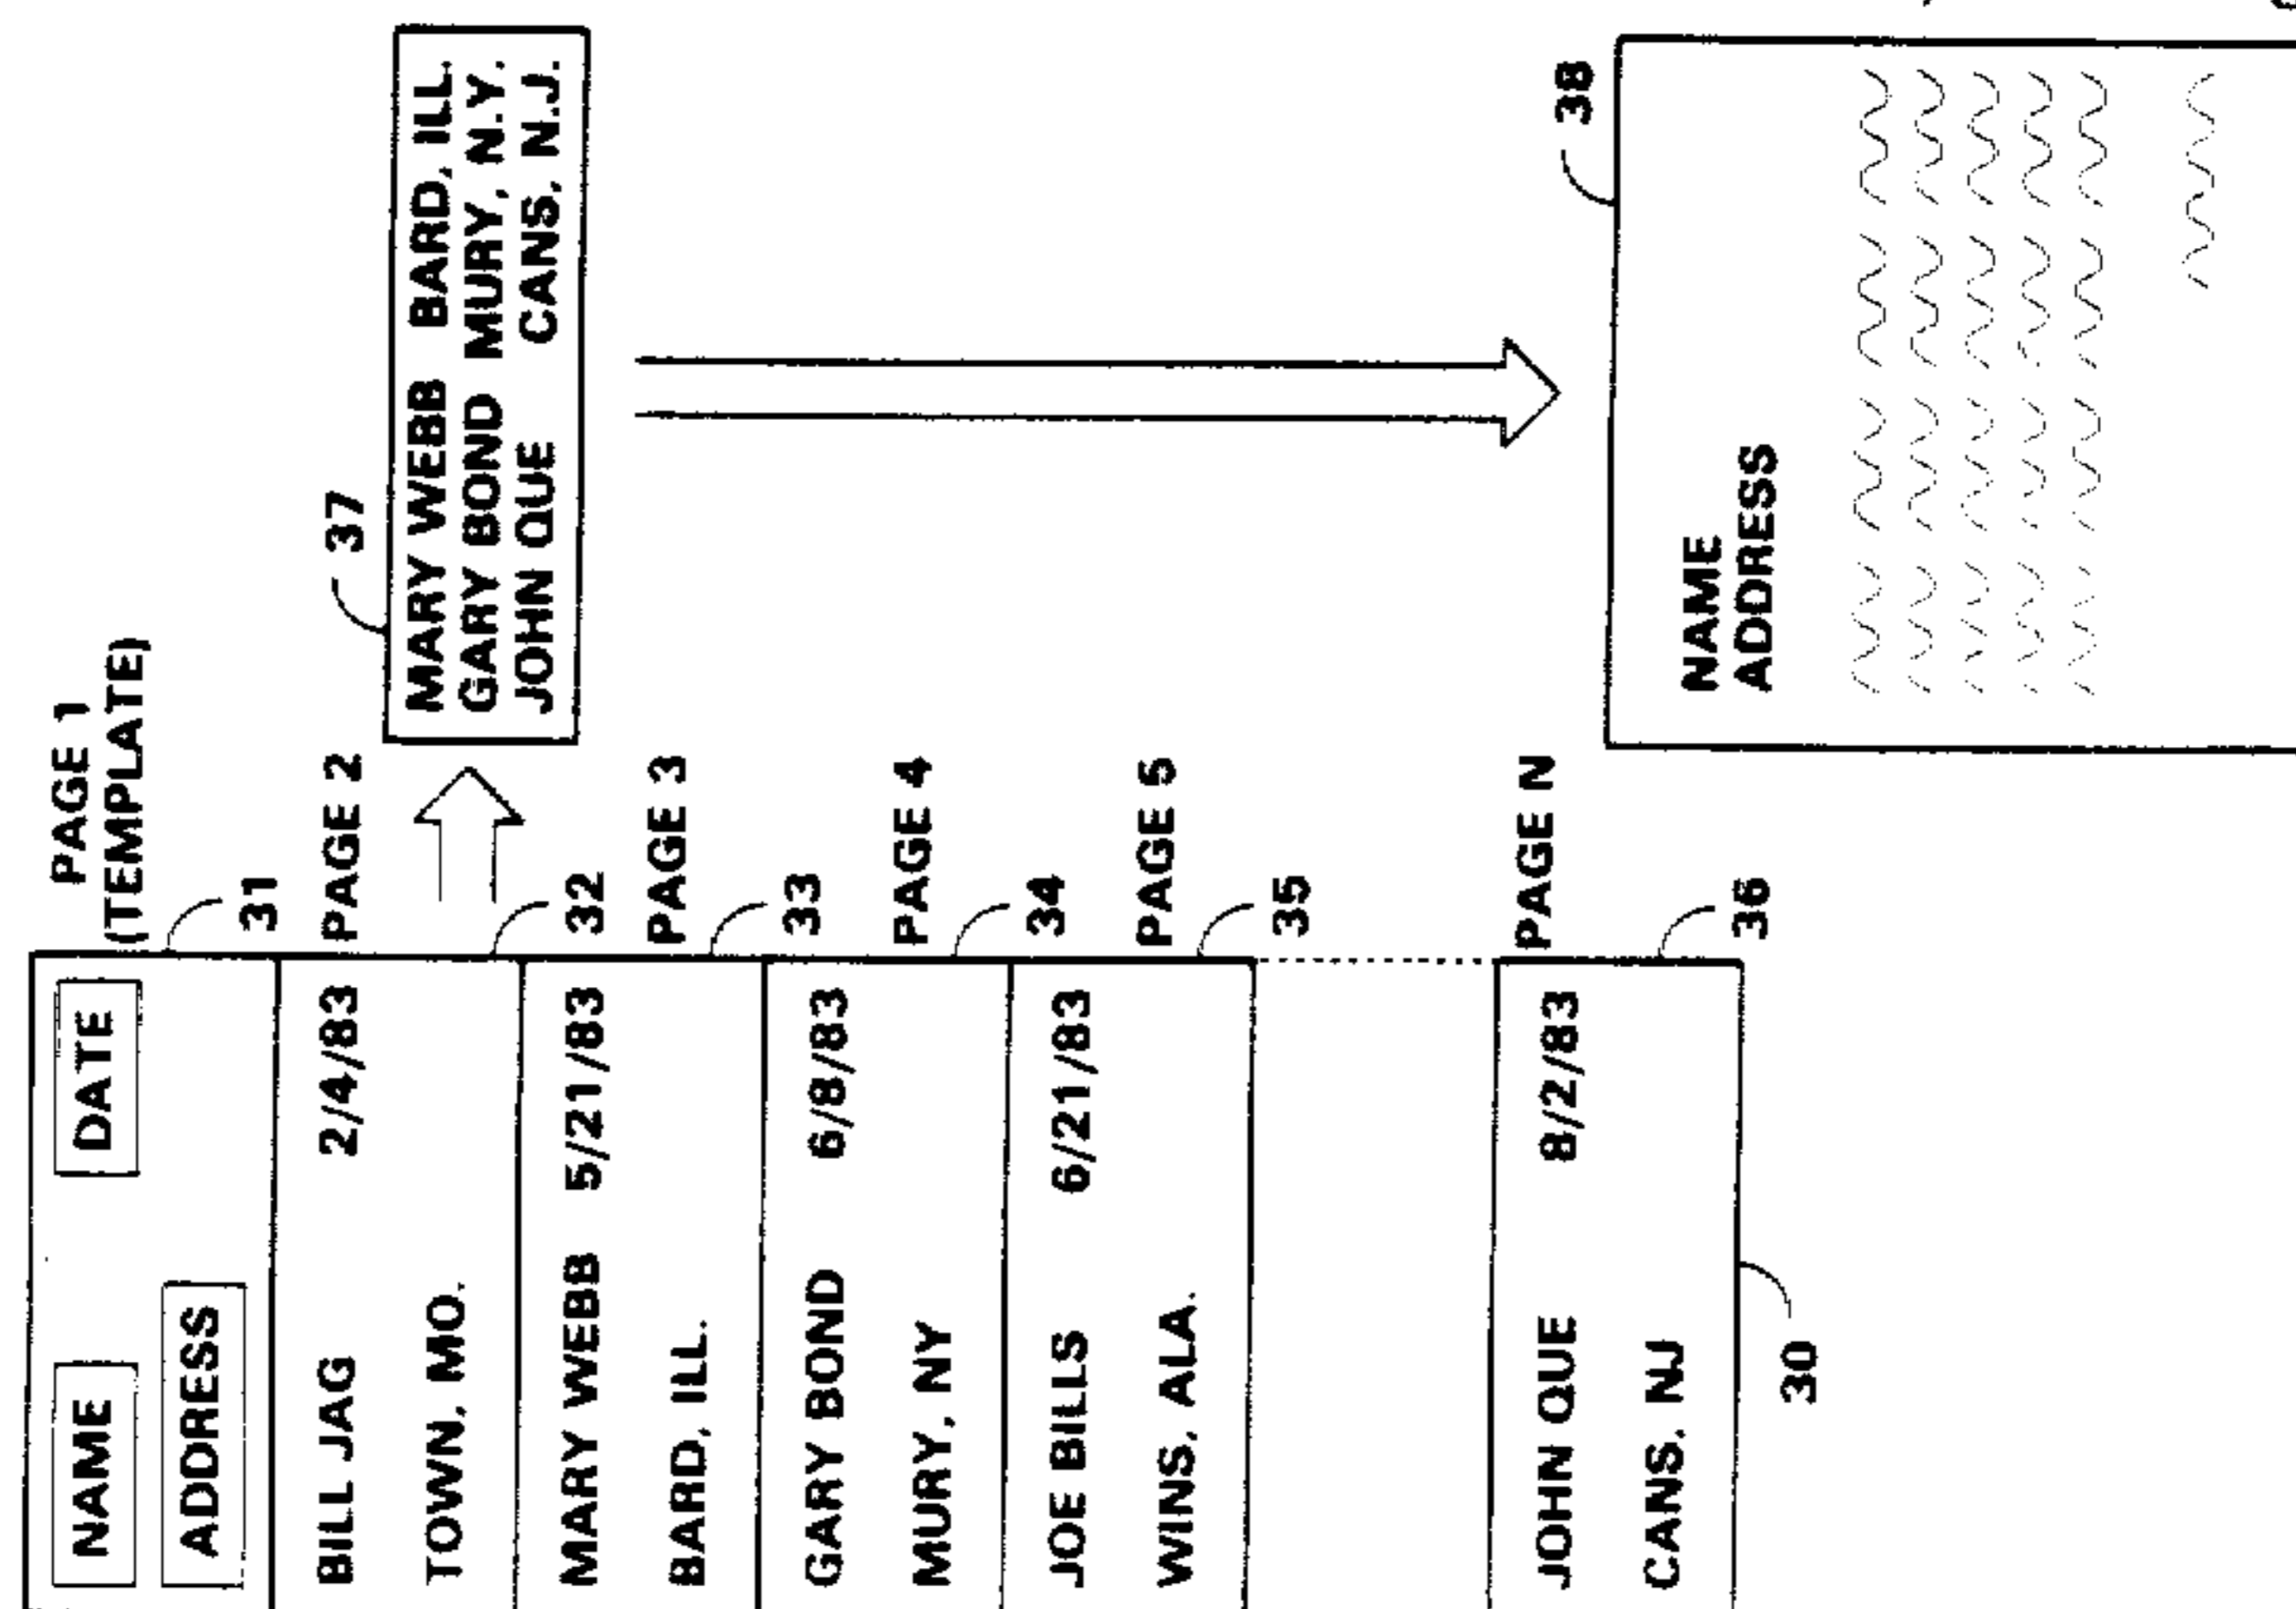 PAGE 1
(TEMPLATE)
NAME
DATE
ADDRESS
31
PAGE 2
BILL JAG 2/4/83
TOWN, MO.
32
PAGE 3
MARY WEBB 5/21/83
BARD, ILL.
33
PAGE 4
GARY BOND 6/8/83
MURY, NY
34
PAGE 5
JOE BILLS 6/21/83
WINS, ALA.
35
PAGE N
JOHN QUE 8/2/83
CANS, NJ
36
30
37
MARY WEBB BARD, ILL.
GARY BOND MURY, N.Y.
JOHN QUE CANS, N.J.
38
NAME
ADDRESS